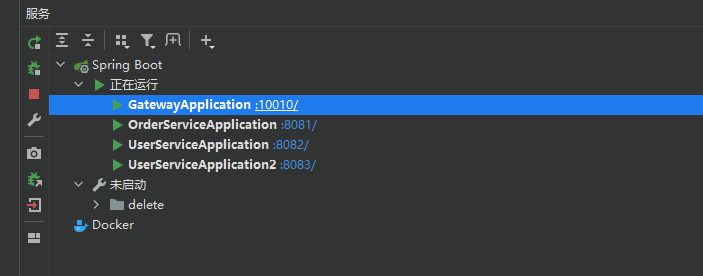 服务
Spring Boot
正在运行
GatewayApplication :10010/
OrderServiceApplication :8081/
UserServiceApplication :8082/
UserServiceApplication2 :8083/
未启动
delete
Docker